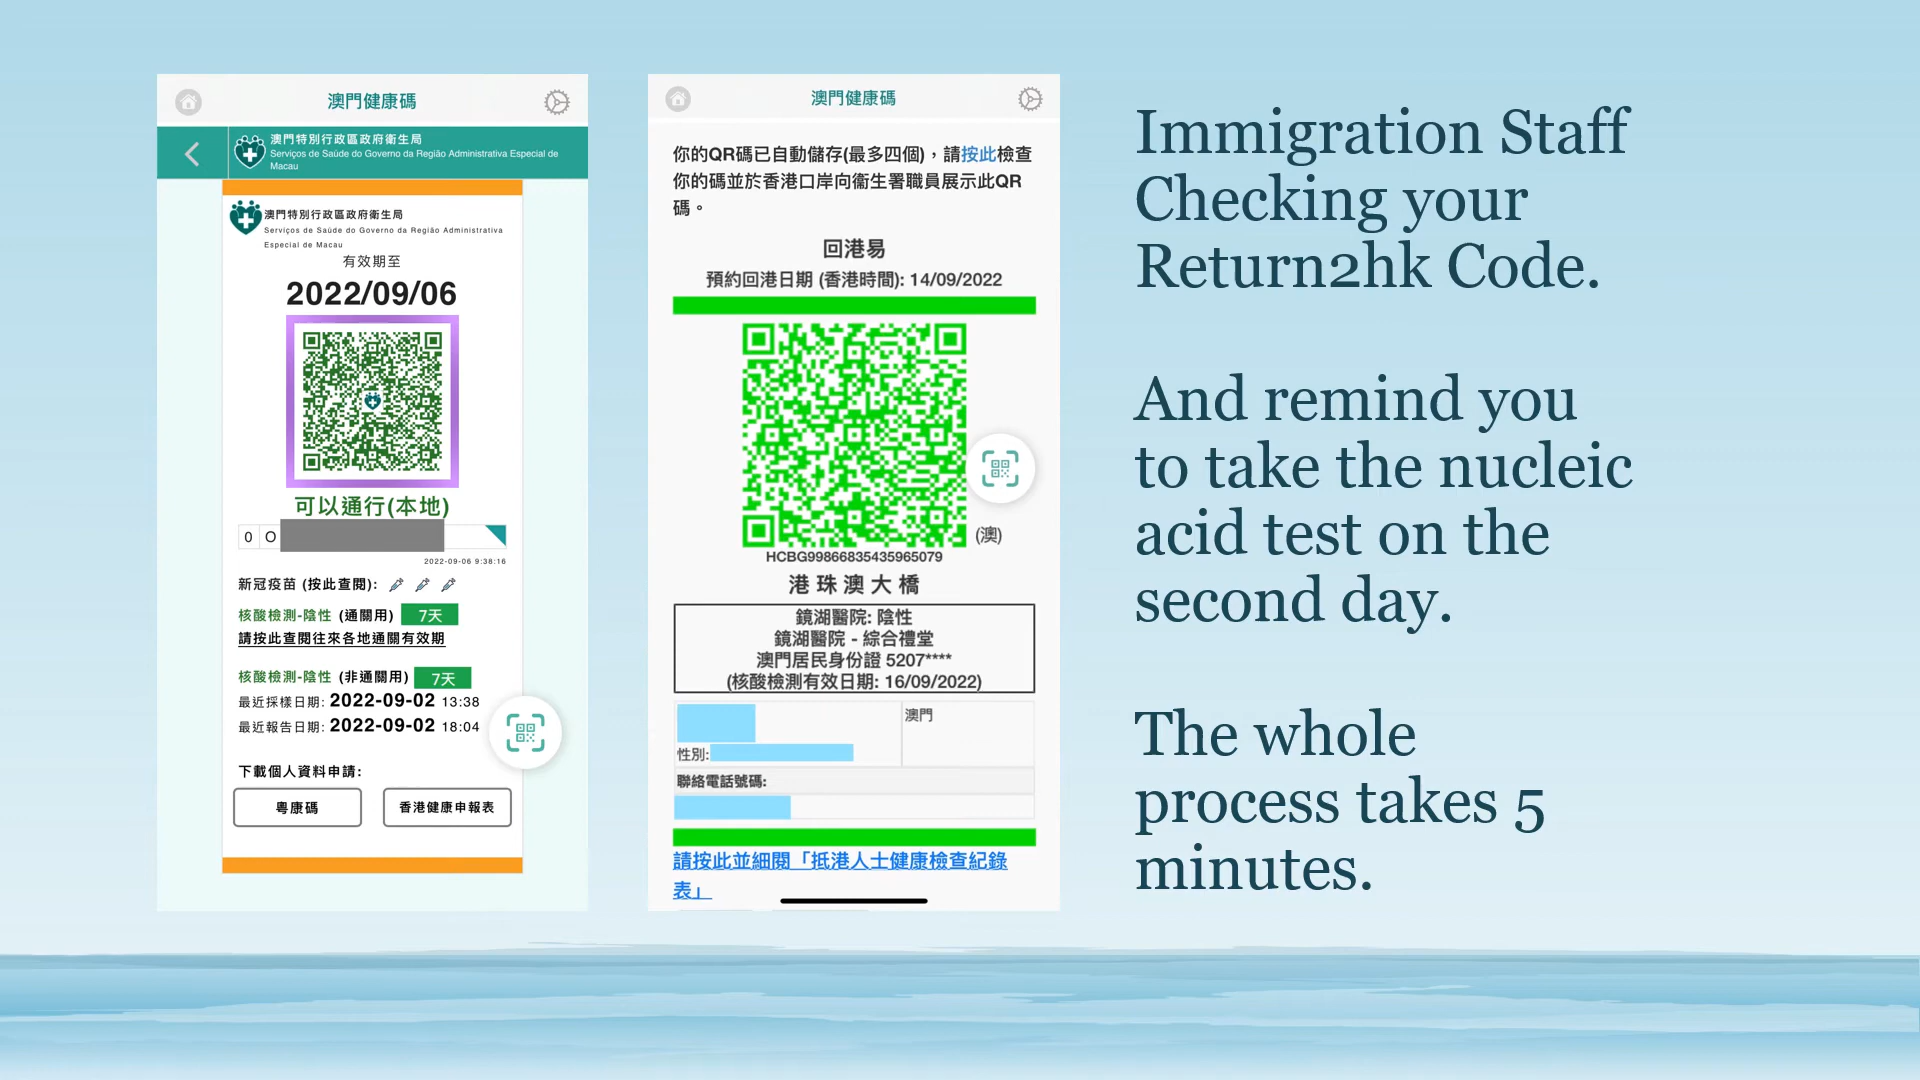 澳門健康碼
澳門特別行政區政府衞生局
Serviços de Saúde do Governo da Região Administrativa Especial de
Macau
澳門特別行政區政府衞生局
Serviços de Saúde do Governo da Região Administrativa
Especial de Macau
有效期至
2022/09/06
可以通行(本地)
0 O
2022-09-06 9:38:16
新冠疫苗 (按此查閱):
核酸檢測-陰性 (通關用) 7天
請按此查閱往來各地通關有效期
核酸檢測-陰性 (非通關用) 7天
最近採樣日期: 2022-09-02 13:38
最近報告日期: 2022-09-02 18:04
下載個人資料申請:
粵康碼 香港健康申報表
澳門健康碼
你的QR碼已自動儲存(最多四個)，請按此檢查
你的碼並於香港口岸向衞生署職員展示此QR
碼。
回港易
預約回港日期 (香港時間): 14/09/2022
(澳)
HCBG99866835435965079
港珠澳大橋
鏡湖醫院: 陰性
鏡湖醫院 - 綜合禮堂
澳門居民身份證 5207****
(核酸檢測有效日期: 16/09/2022)
澳門
性別:
聯絡電話號碼:
請按此並細閱「抵港人士健康檢查紀錄
表」
Immigration Staff
Checking your
Return2hk Code.
And remind you
to take the nucleic
acid test on the
second day.
The whole
process takes 5
minutes.